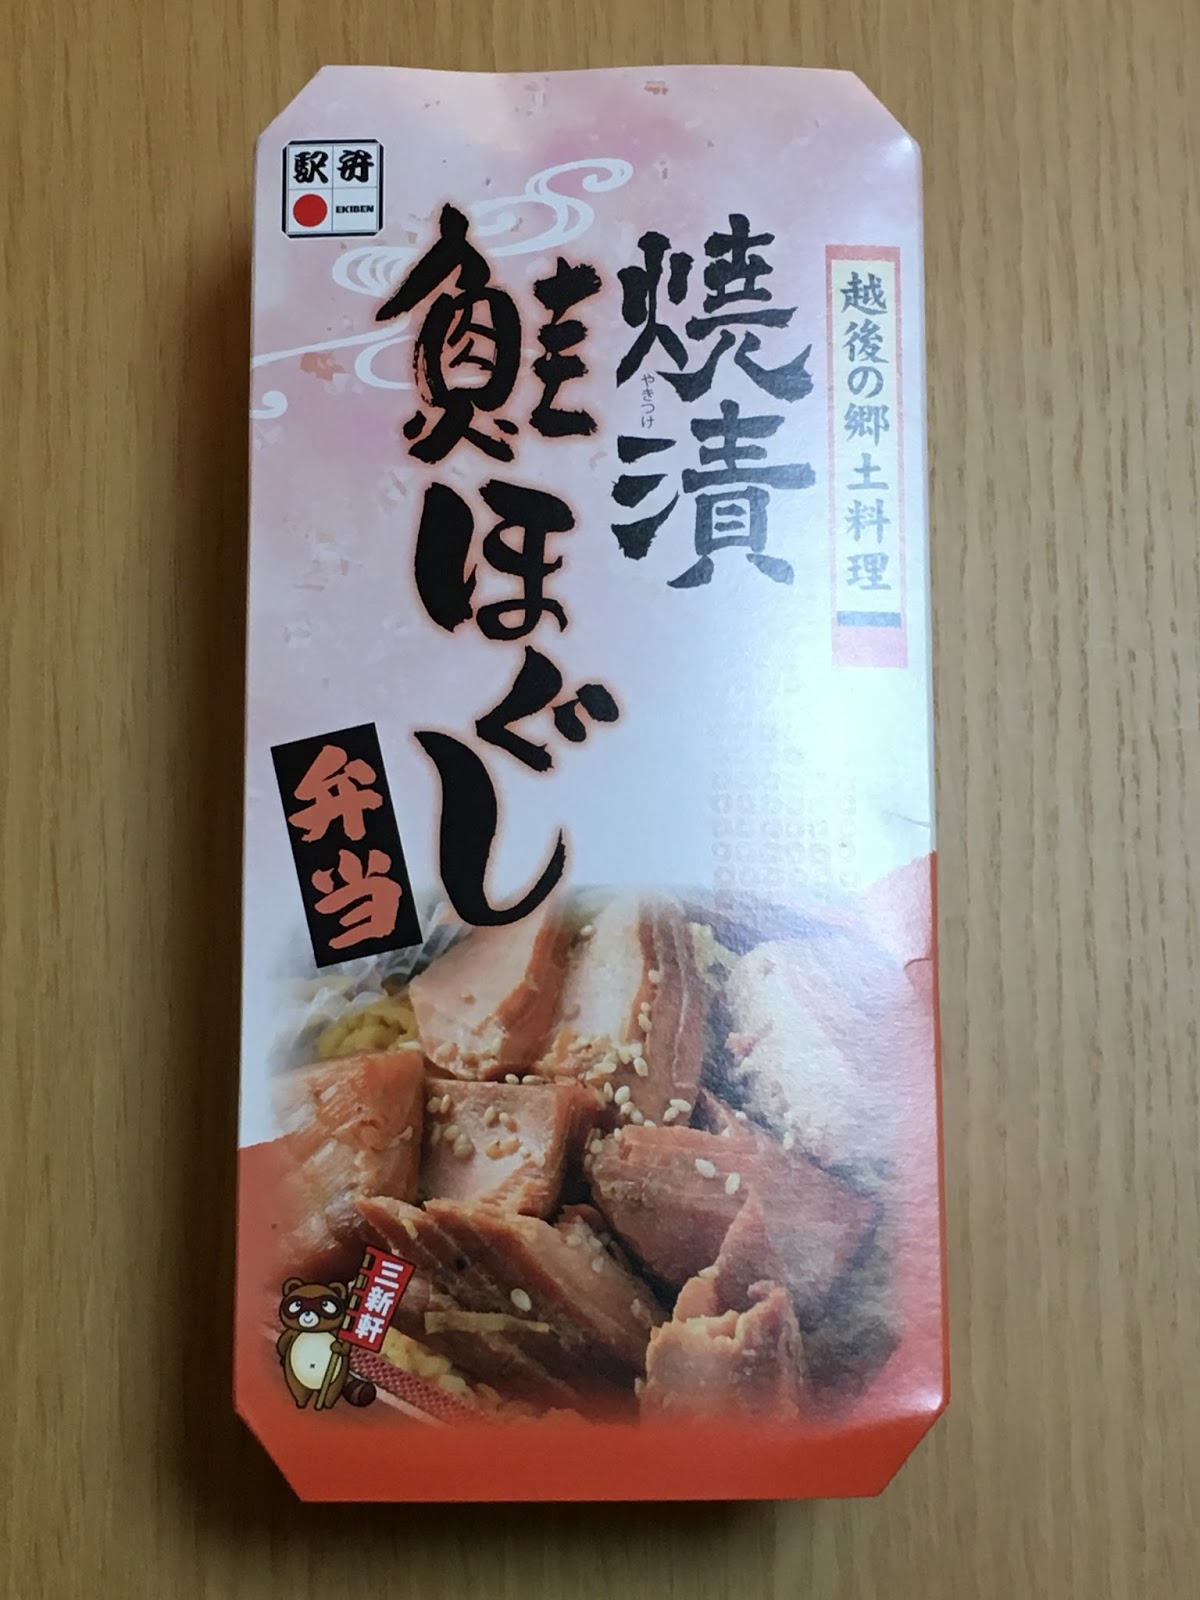 越後の郷土料理
焼漬
やきつけ
鮭ほぐし
弁当
駅弁
EKIBEN
三新軒